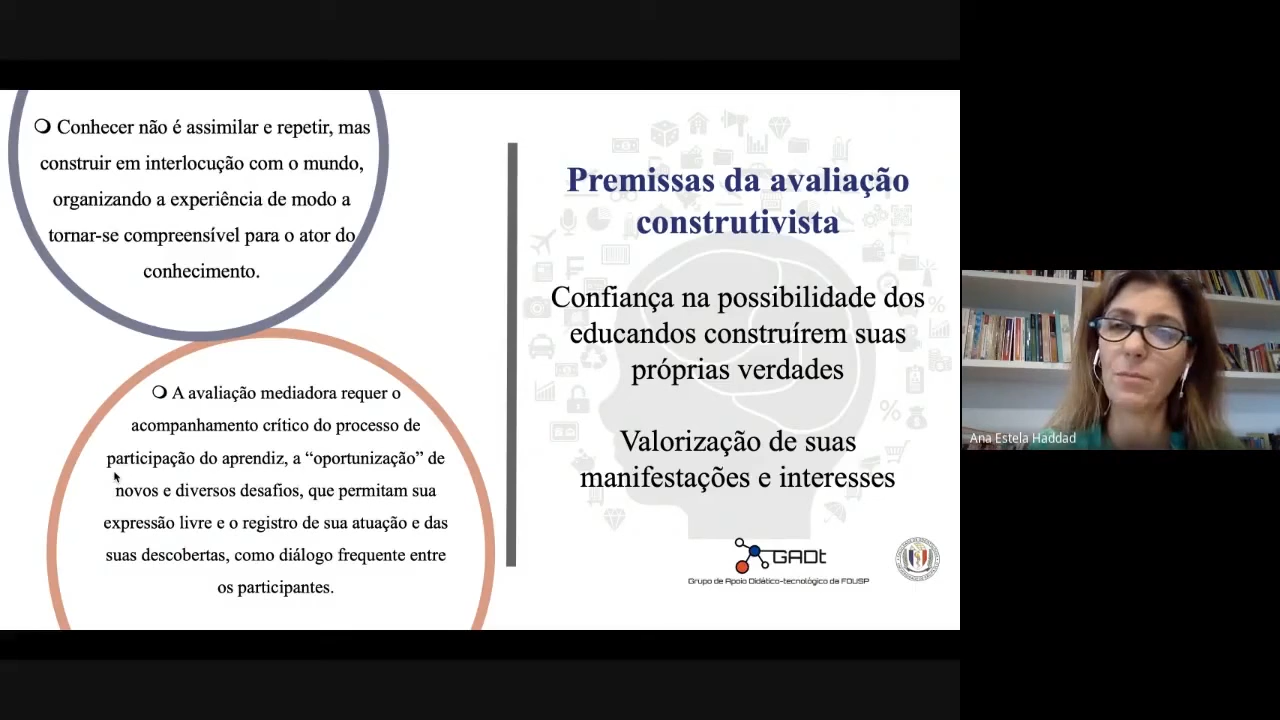 ❍ Conhecer não é assimilar e repetir, mas
construir em interlocução com o mundo,
organizando a experiência de modo a
tornar-se compreensível para o ator do
conhecimento.
❍ A avaliação mediadora requer o
acompanhamento crítico do processo de
participação do aprendiz, a “oportunização” de
novos e diversos desafios, que permitam sua
expressão livre e o registro de sua atuação e das
suas descobertas, como diálogo frequente entre
os participantes.
Premissas da avaliação
construtivista
Confiança na possibilidade dos
educandos construírem suas
próprias verdades
Valorização de suas
manifestações e interesses
GADt
Grupo de Apoio Didático-tecnológico da FOUSP
Ana Estela Haddad